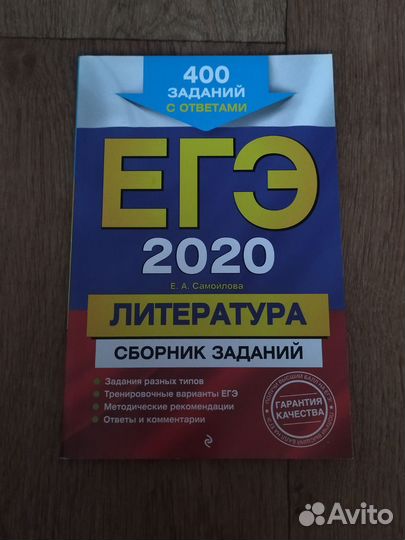 400
ЗАДАНИЙ
С ОТВЕТАМИ
ЕГЭ
2020
Е. А. Самойлова
ЛИТЕРАТУРА
СБОРНИК ЗАДАНИЙ
• Задания разных типов
• Тренировочные варианты ЕГЭ
• Методические рекомендации
• Ответы и комментарии
ГАРАНТИЯ
КАЧЕСТВА
Avito